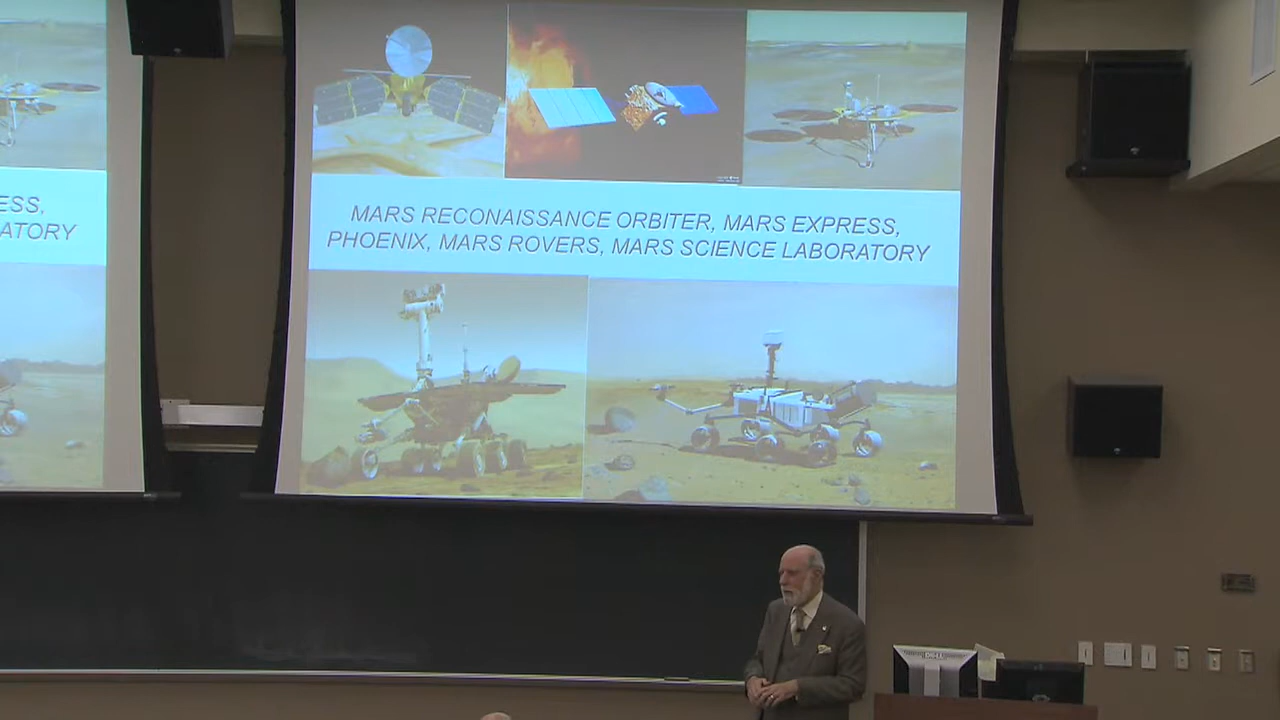 ESS,
ATORY
MARS RECONAISSANCE ORBITER, MARS EXPRESS,
PHOENIX, MARS ROVERS, MARS SCIENCE LABORATORY
DELL